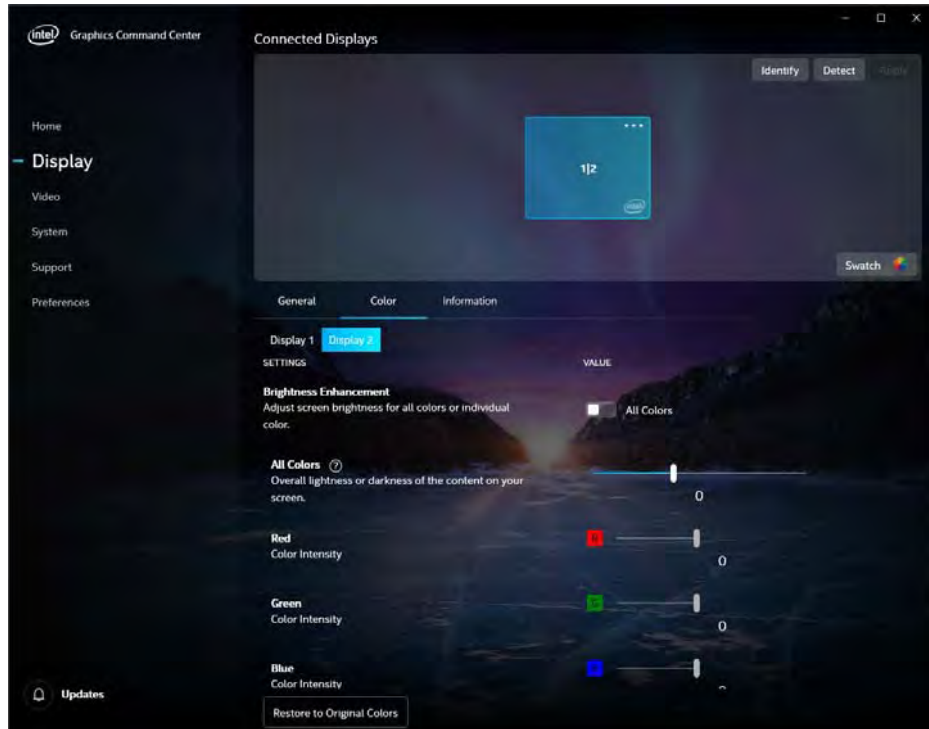 intel Graphics Command Center
Connected Displays
Identify Detect Apply
Home
Display
Video
System
Support
Preferences
1|2
intel
Swatch
General Color Information
Display 1 Display 2
SETTINGS VALUE
Brightness Enhancement
Adjust screen brightness for all colors or individual
color.
All Colors
All Colors ?
Overall lightness or darkness of the content on your
screen.
0
Red
Color Intensity
R
0
Green
Color Intensity
G
0
Blue
Color Intensity
Updates
Restore to Original Colors